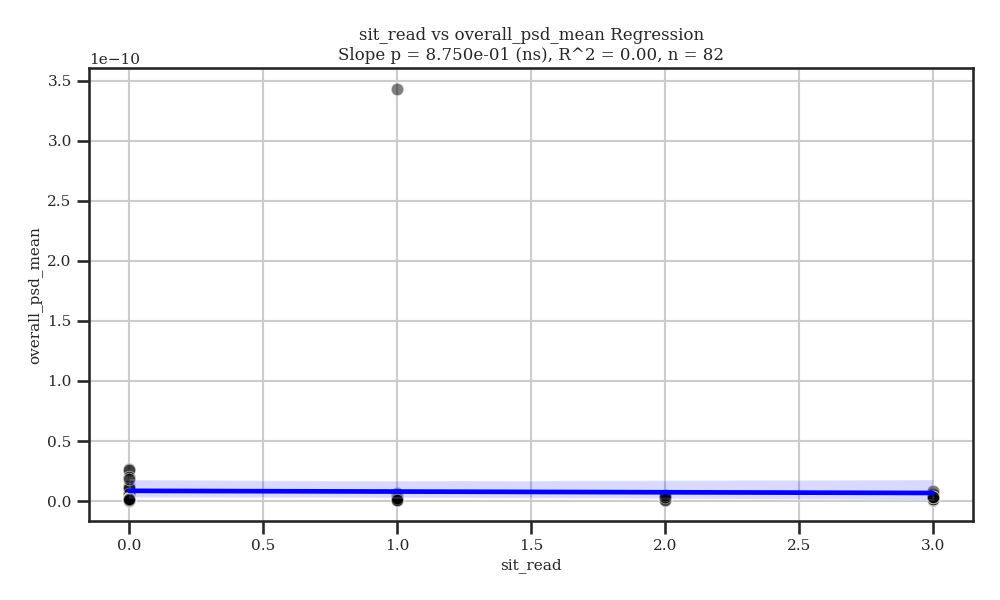 sit_read vs overall_psd_mean Regression
Slope p = 8.750e-01 (ns), R^2 = 0.00, n = 82
1e−10
3.5
3.0
2.5
2.0
1.5
1.0
0.5
0.0
overall_psd_mean
0.0 0.5 1.0 1.5 2.0 2.5 3.0
sit_read